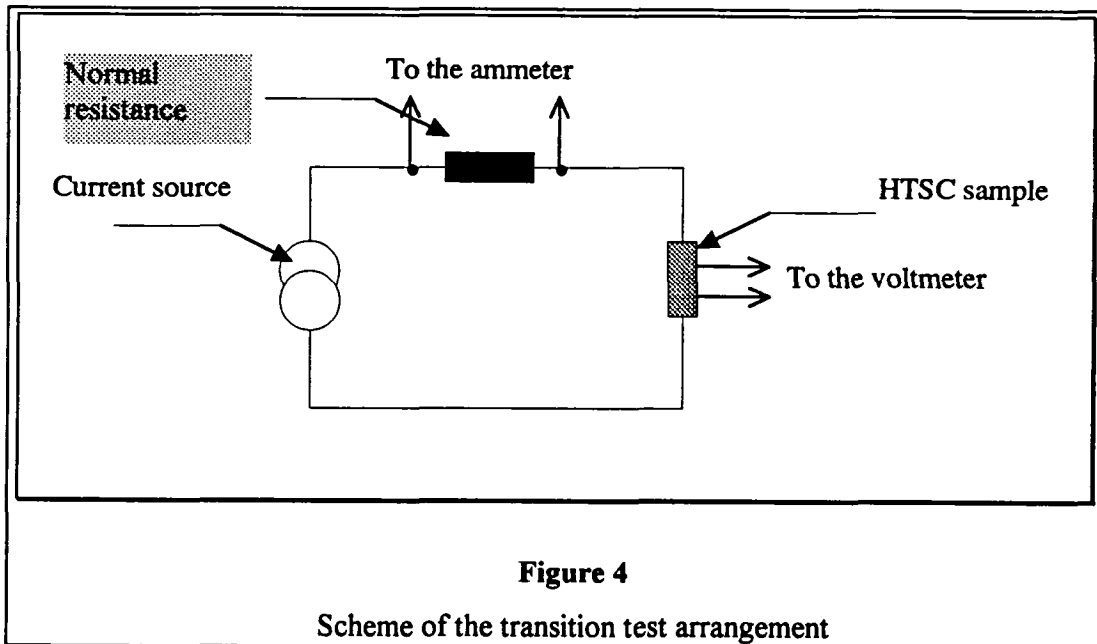 Normal
resistance
To the ammeter
Current source
HTSC sample
To the voltmeter
Figure 4
Scheme of the transition test arrangement